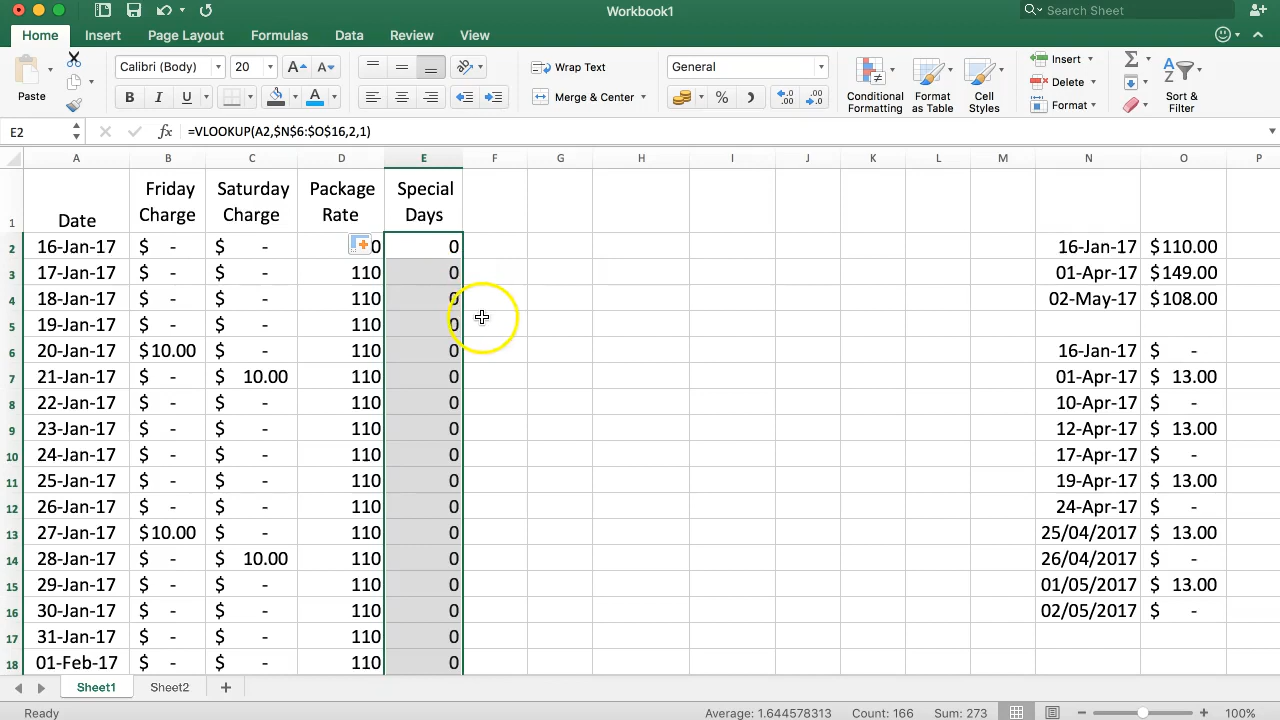 Workbook1
Search Sheet
Home Insert Page Layout Formulas Data Review View
Paste
Calibri (Body) 20
B I U
Wrap Text
Merge & Center
General
Conditional Formatting
Format as Table
Cell Styles
Insert
Delete
Format
Sort & Filter
E2 fx =VLOOKUP(A2,$N$6:$O$16,2,1)
A B C D E F G H I J K L M N O P
1 Date Friday Charge Saturday Charge Package Rate Special Days
2 16-Jan-17 $ - $ - 0 0 16-Jan-17 $110.00
3 17-Jan-17 $ - $ - 110 0 01-Apr-17 $149.00
4 18-Jan-17 $ - $ - 110 0 02-May-17 $108.00
5 19-Jan-17 $ - $ - 110 0
6 20-Jan-17 $10.00 $ - 110 0 16-Jan-17 $ -
7 21-Jan-17 $ - $ 10.00 110 0 01-Apr-17 $ 13.00
8 22-Jan-17 $ - $ - 110 0 10-Apr-17 $ -
9 23-Jan-17 $ - $ - 110 0 12-Apr-17 $ 13.00
10 24-Jan-17 $ - $ - 110 0 17-Apr-17 $ -
11 25-Jan-17 $ - $ - 110 0 19-Apr-17 $ 13.00
12 26-Jan-17 $ - $ - 110 0 24-Apr-17 $ -
13 27-Jan-17 $10.00 $ - 110 0 25/04/2017 $ 13.00
14 28-Jan-17 $ - $ 10.00 110 0 26/04/2017 $ -
15 29-Jan-17 $ - $ - 110 0 01/05/2017 $ 13.00
16 30-Jan-17 $ - $ - 110 0 02/05/2017 $ -
17 31-Jan-17 $ - $ - 110 0
18 01-Feb-17 $ - $ - 110 0
Sheet1 Sheet2 +
Ready Average: 1.644578313 Count: 166 Sum: 273 100%